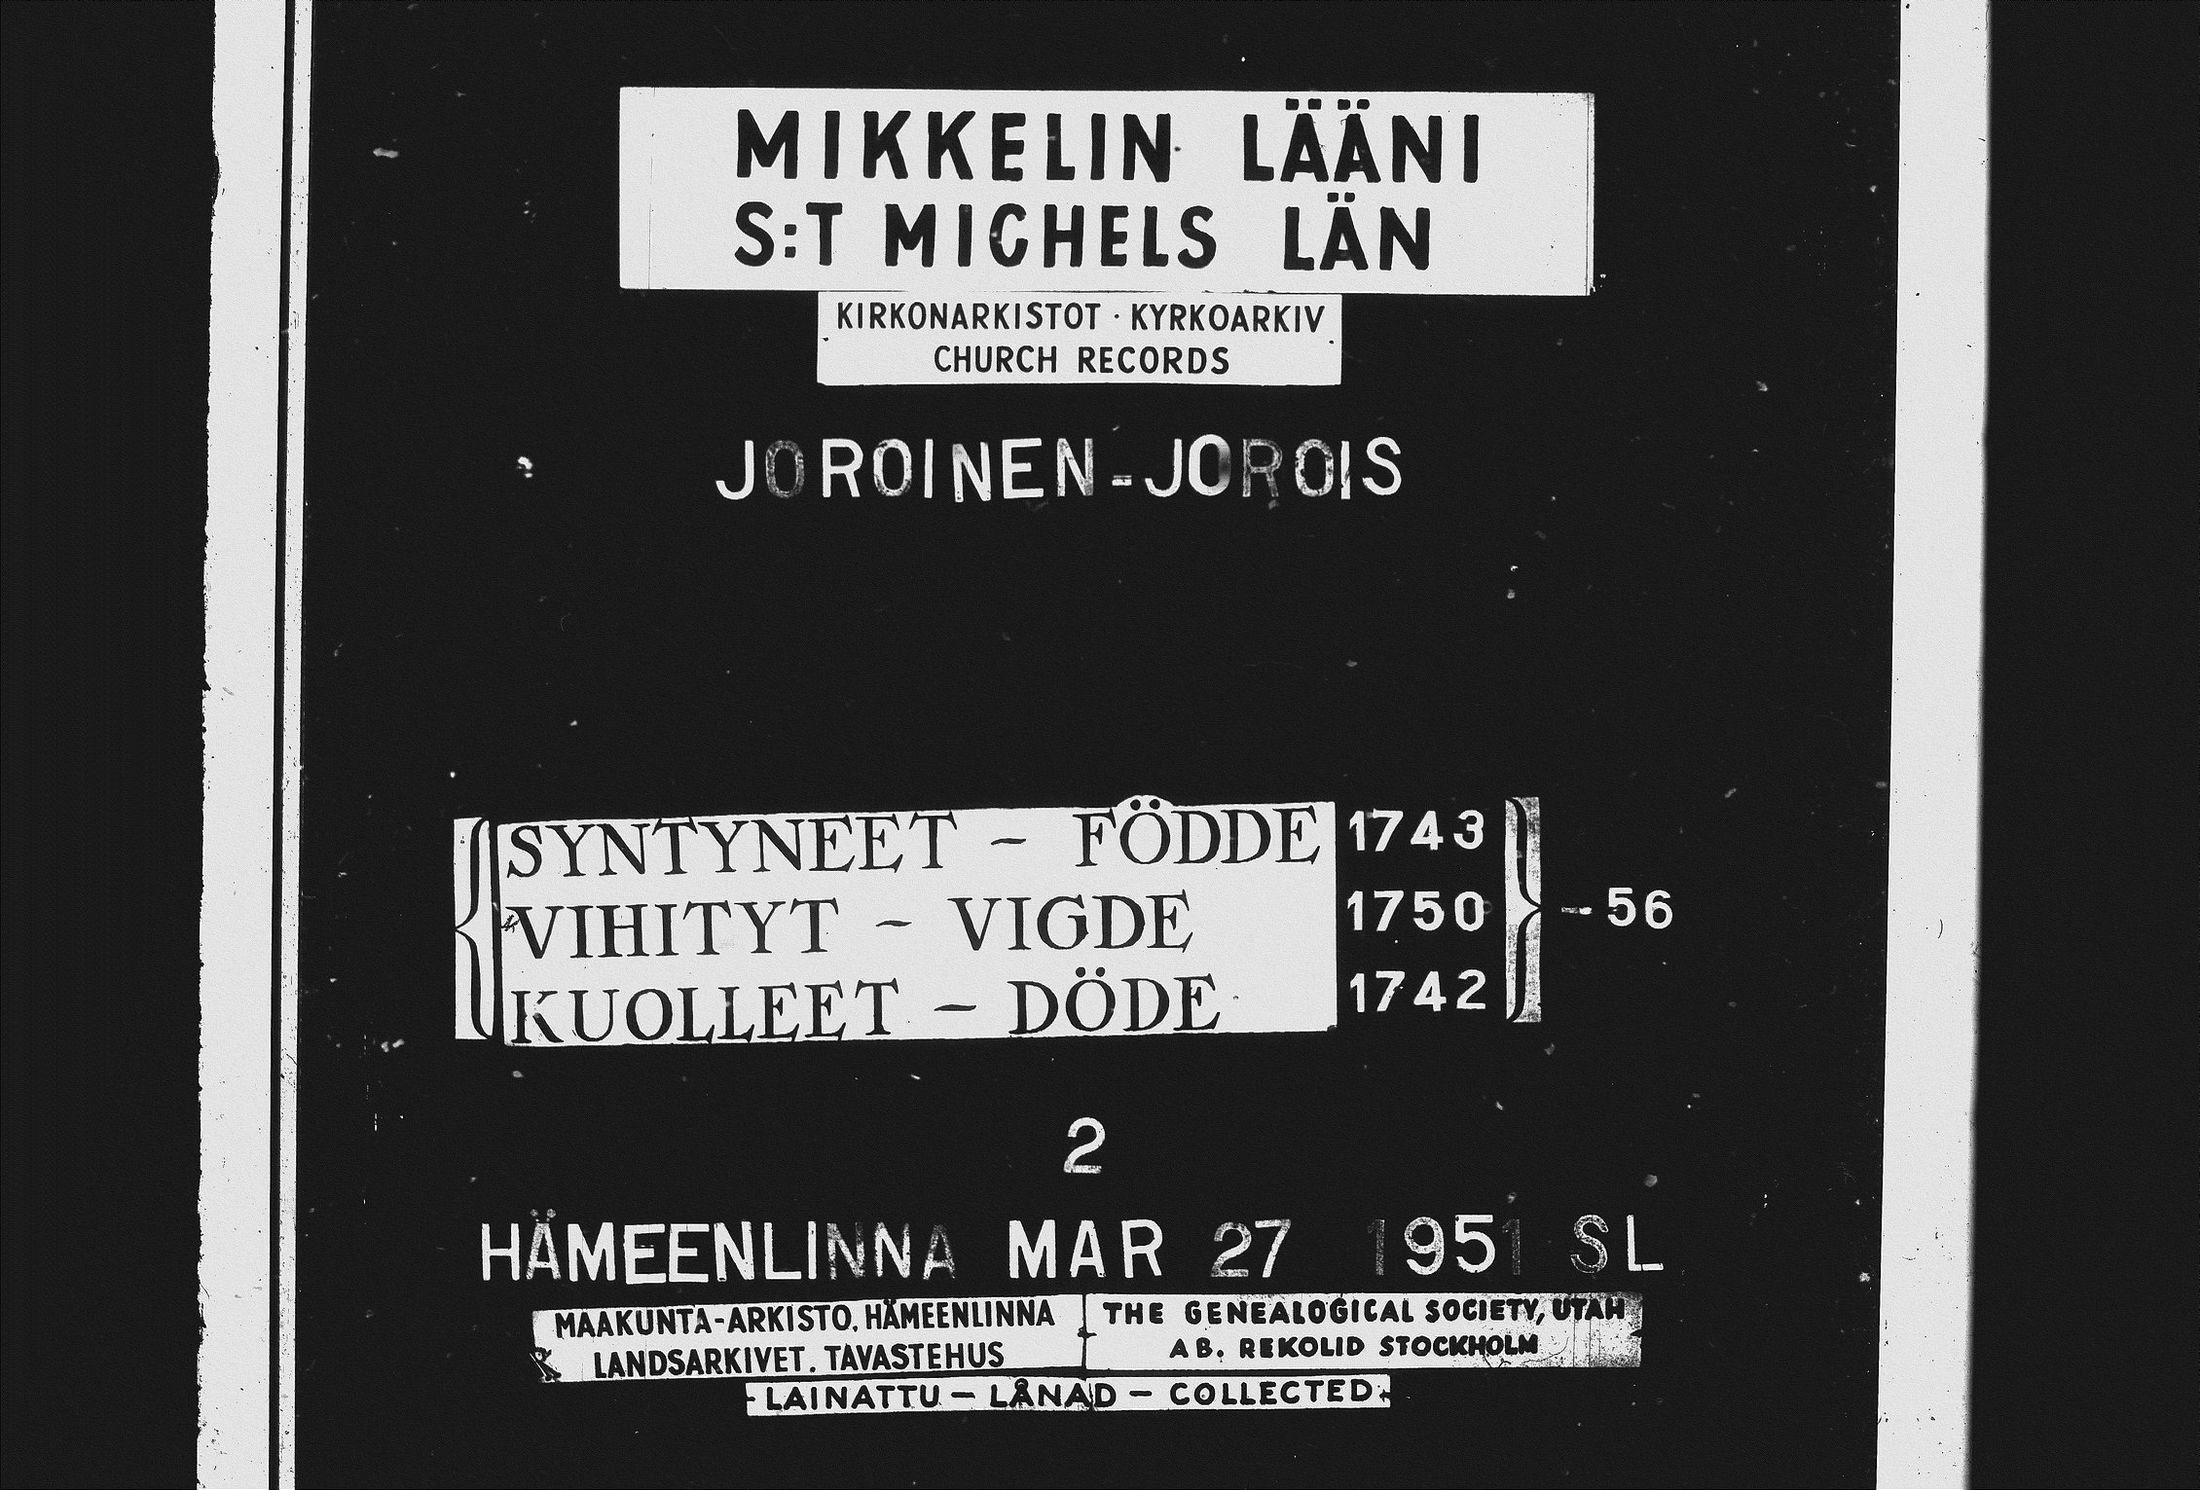 MIKKELIN LÄÄNI
S:T MICHELS LÄN
KIRKONARKISTOT · KYRKOARKIV
CHURCH RECORDS
JOROINEN-JOROIS
SYNTYNEET – FÖDDE 1743
VIHITYT – VIGDE 1750 – 56
KUOLLEET – DÖDE 1742
2
HÄMEENLINNA MAR 27 1951 SL
MAAKUNTA-ARKISTO, HÄMEENLINNA
LANDSARKIVET. TAVASTEHUS
THE GENEALOGICAL SOCIETY, UTAH
AB. REKOLID STOCKHOLM
LAINATTU – LÅNAD – COLLECTED